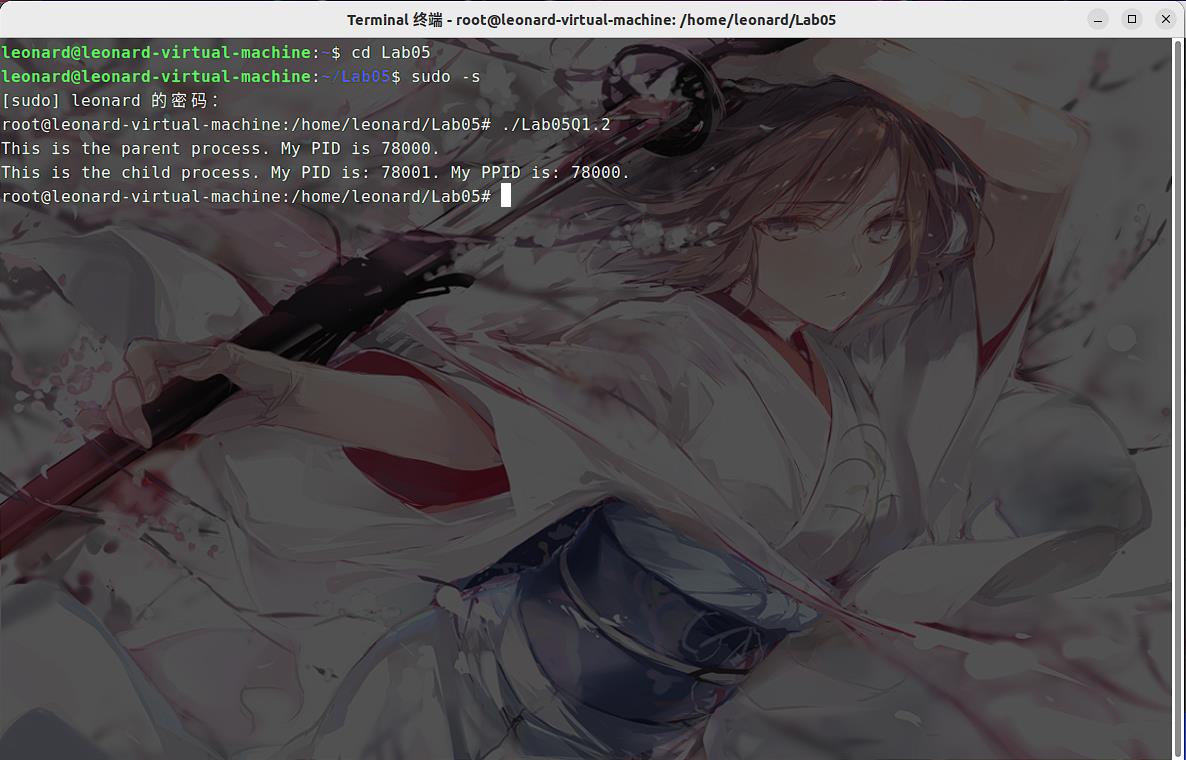 Terminal 终端 - root@leonard-virtual-machine: /home/leonard/Lab05
leonard@leonard-virtual-machine:~$ cd Lab05
leonard@leonard-virtual-machine:~/Lab05$ sudo -s
[sudo] leonard 的密码：
root@leonard-virtual-machine:/home/leonard/Lab05# ./Lab05Q1.2
This is the parent process. My PID is 78000.
This is the child process. My PID is: 78001. My PPID is: 78000.
root@leonard-virtual-machine:/home/leonard/Lab05#